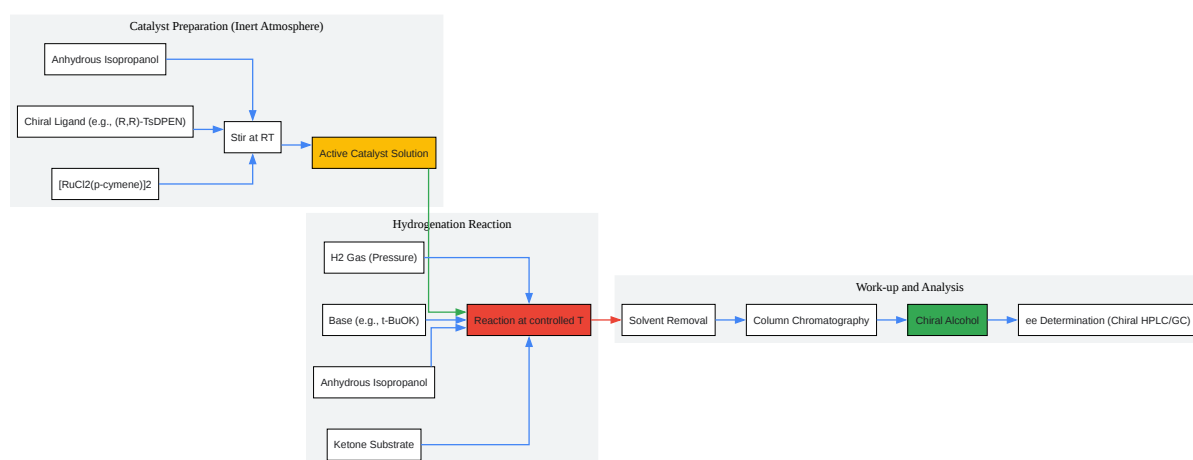 Catalyst Preparation (Inert Atmosphere)
Anhydrous Isopropanol
Chiral Ligand (e.g., (R,R)-TsDPEN)
[RuCl2(p-cymene)]2
Stir at RT
Active Catalyst Solution
Hydrogenation Reaction
H2 Gas (Pressure)
Base (e.g., t-BuOK)
Anhydrous Isopropanol
Ketone Substrate
Reaction at controlled T
Work-up and Analysis
Solvent Removal
Column Chromatography
Chiral Alcohol
ee Determination (Chiral HPLC/GC)